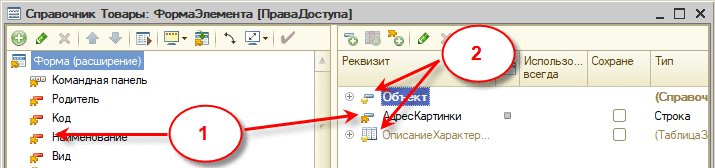 Справочник Товары: ФормаЭлемента [ПраваДоступа]
Форма (расширение)
Командная панель
Родитель
Код
Наименование
Вид
1
Реквизит
Использо... всегда
Сохране
Тип
Объект
(Справоч
АдресКартинки
Строка
ОписаниеХарактер...
(ТаблицаЗ
2